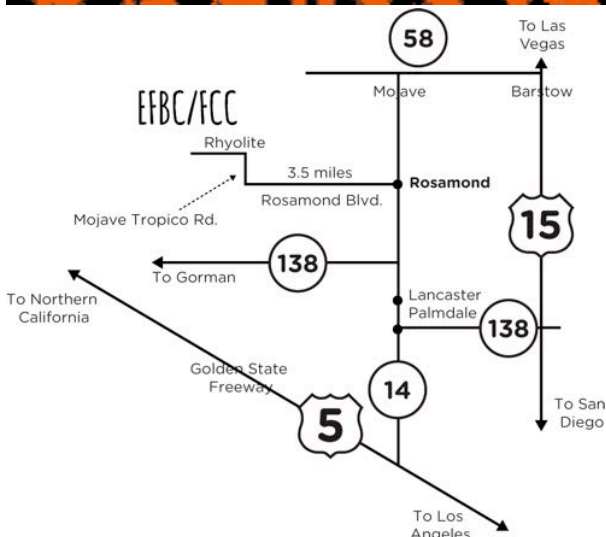 58
To Las
Vegas
Mojave
Barstow
EFBC/FCC
Rhyolite
3.5 miles
Rosamond
Rosamond Blvd.
Mojave Tropico Rd.
15
138
To Gorman
To Northern
California
Lancaster
Palmdale
138
Golden State
Freeway
14
5
To San
Diego
To Los
Angeles